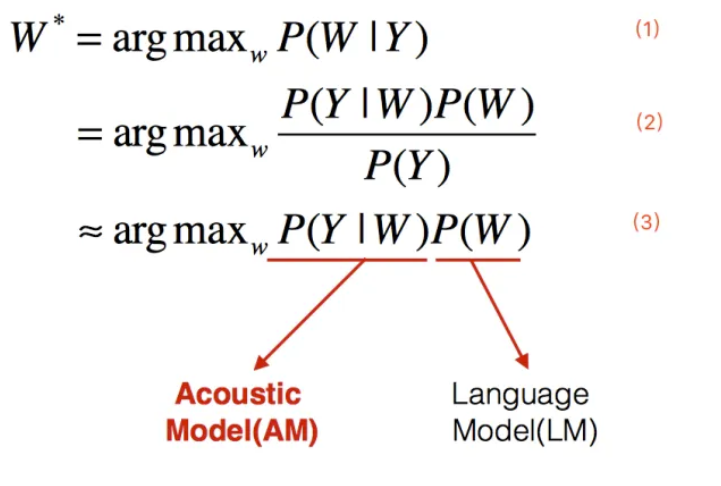 W* = arg max_w P(W | Y) (1)
= arg max_w P(Y | W)P(W) / P(Y) (2)
≈ arg max_w P(Y | W)P(W) (3)
Acoustic Model(AM)
Language Model(LM)